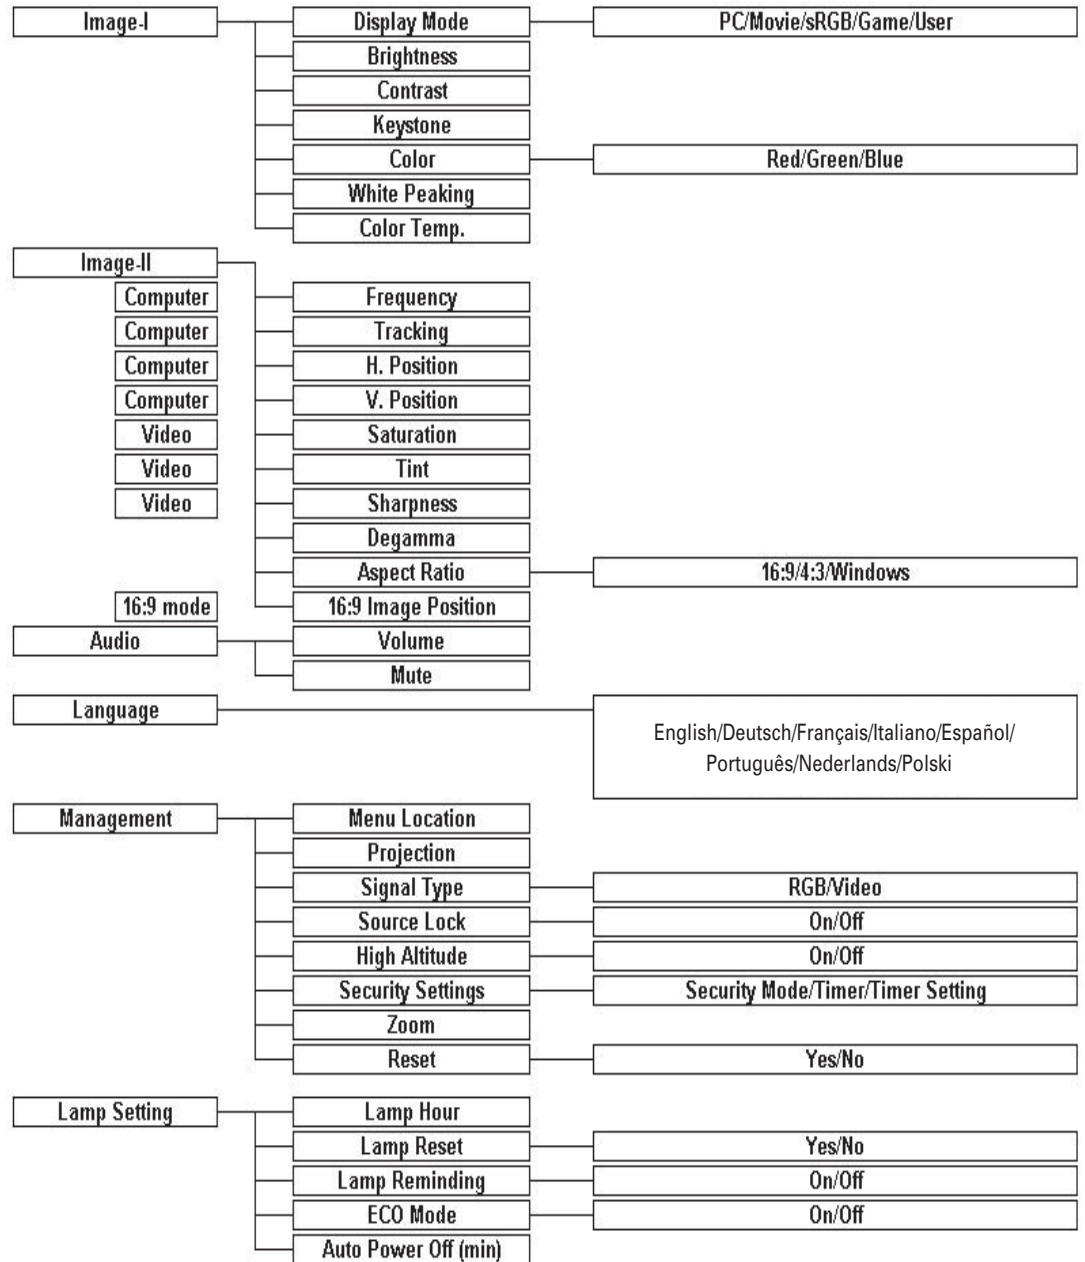 Image-I Display Mode PC/Movie/sRGB/Game/User
Brightness
Contrast
Keystone
Color Red/Green/Blue
White Peaking
Color Temp.
Image-II
Computer Frequency
Computer Tracking
Computer H. Position
Computer V. Position
Video Saturation
Video Tint
Video Sharpness
Degamma
Aspect Ratio 16:9/4:3/Windows
16:9 mode 16:9 Image Position
Audio Volume
Mute
Language
English/Deutsch/Français/Italiano/Español/
Português/Nederlands/Polski
Management Menu Location
Projection
Signal Type RGB/Video
Source Lock On/Off
High Altitude On/Off
Security Settings Security Mode/Timer/Timer Setting
Zoom
Reset Yes/No
Lamp Setting Lamp Hour
Lamp Reset Yes/No
Lamp Reminding On/Off
ECO Mode On/Off
Auto Power Off (min)